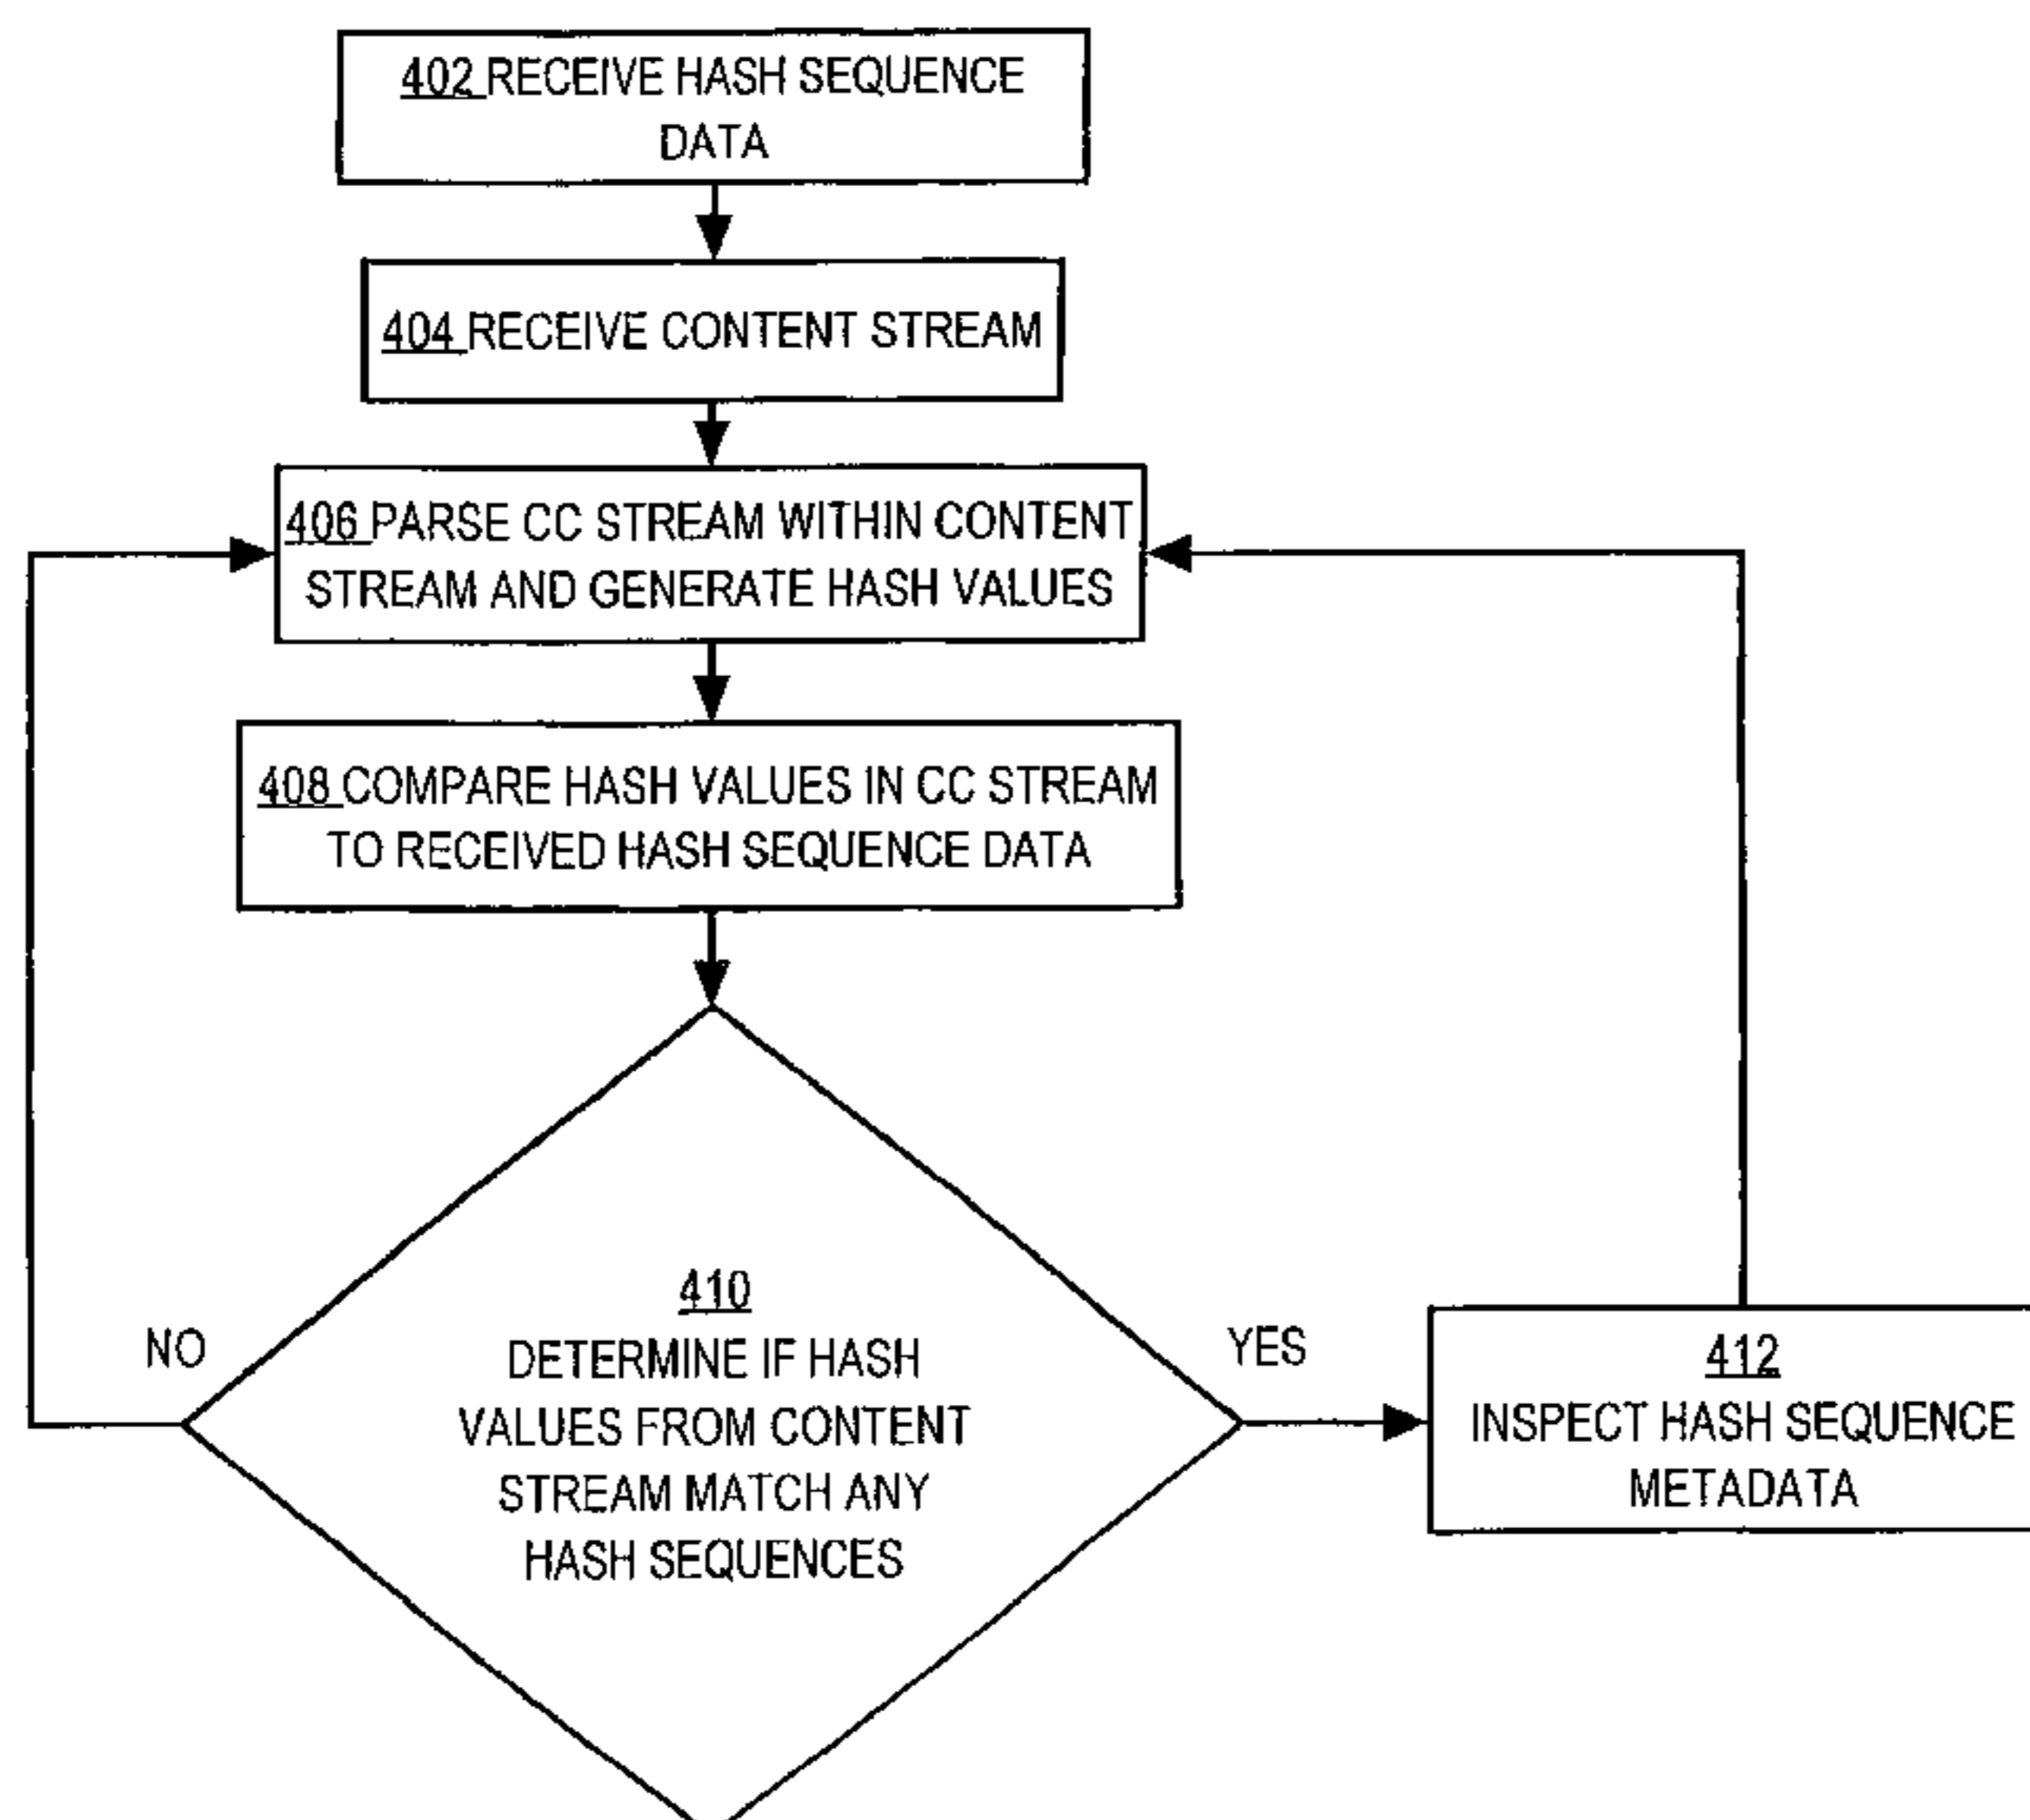 402 RECEIVE HASH SEQUENCE
DATA
404 RECEIVE CONTENT STREAM
406 PARSE CC STREAM WITHIN CONTENT
STREAM AND GENERATE HASH VALUES
408 COMPARE HASH VALUES IN CC STREAM
TO RECEIVED HASH SEQUENCE DATA
410
DETERMINE IF HASH
VALUES FROM CONTENT
STREAM MATCH ANY
HASH SEQUENCES
NO
YES
412
INSPECT HASH SEQUENCE
METADATA